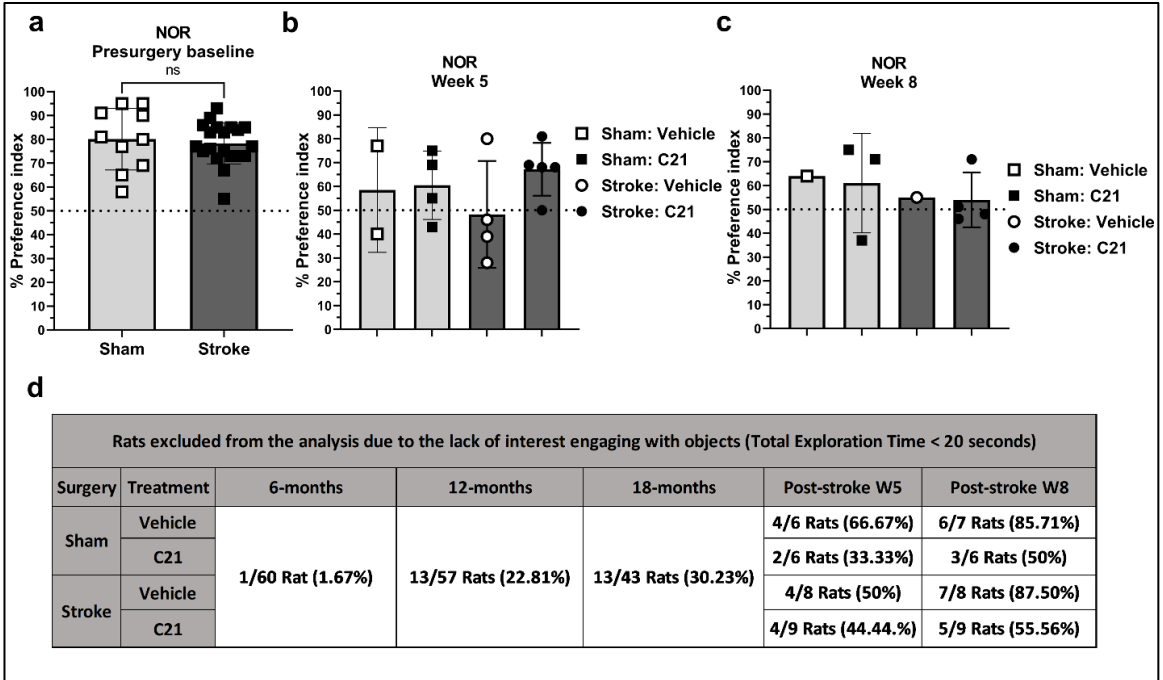 a
NOR
Presurgery baseline
ns
% Preference index
100
90
80
70
60
50
40
30
20
10
0
Sham
Stroke
b
NOR
Week 5
% Preference index
100
90
80
70
60
50
40
30
20
10
0
Sham: Vehicle
Sham: C21
Stroke: Vehicle
Stroke: C21
c
NOR
Week 8
% Preference index
100
90
80
70
60
50
40
30
20
10
0
Sham: Vehicle
Sham: C21
Stroke: Vehicle
Stroke: C21
d
Rats excluded from the analysis due to the lack of interest engaging with objects (Total Exploration Time < 20 seconds)
Surgery Treatment 6-months 12-months 18-months Post-stroke W5 Post-stroke W8
Sham Vehicle 1/60 Rat (1.67%) 13/57 Rats (22.81%) 13/43 Rats (30.23%) 4/6 Rats (66.67%) 6/7 Rats (85.71%)
C21 2/6 Rats (33.33%) 3/6 Rats (50%)
Stroke Vehicle 4/8 Rats (50%) 7/8 Rats (87.50%)
C21 4/9 Rats (44.44.%) 5/9 Rats (55.56%)